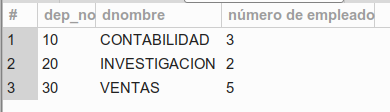 # dep_no dnombre número de empleado
1 10 CONTABILIDAD 3
2 20 INVESTIGACION 2
3 30 VENTAS 5